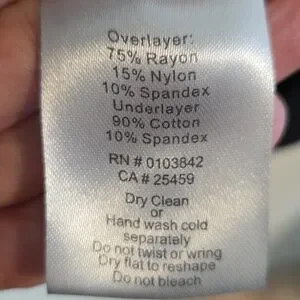 Overlayer:
75% Rayon
15% Nylon
10% Spandex
Underlayer
90% Cotton
10% Spandex
RN # 0103842
CA # 25459
Dry Clean
or
Hand wash cold
separately
Do not twist or wring
Dry flat to reshape
Do not bleach